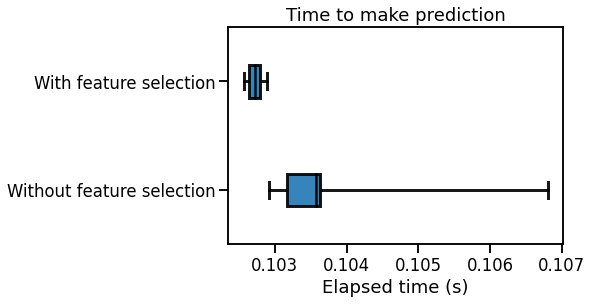 Time to make prediction
With feature selection
Without feature selection
0.103 0.104 0.105 0.106 0.107
Elapsed time (s)